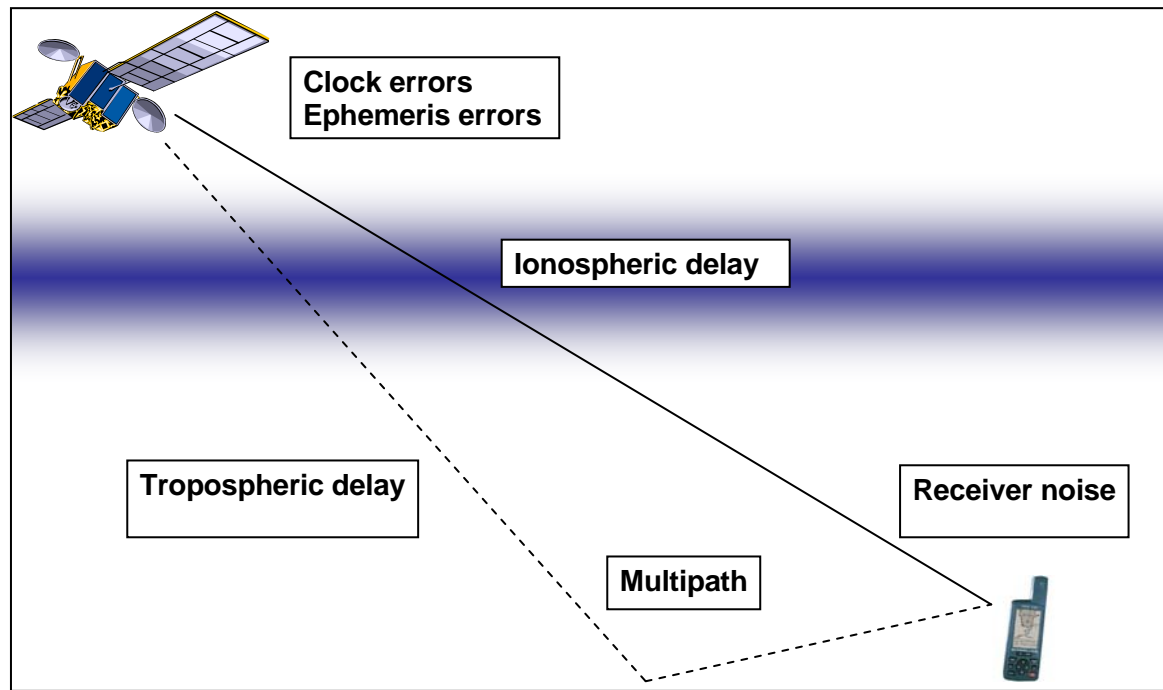 Clock errors
Ephemeris errors
Ionospheric delay
Tropospheric delay
Receiver noise
Multipath